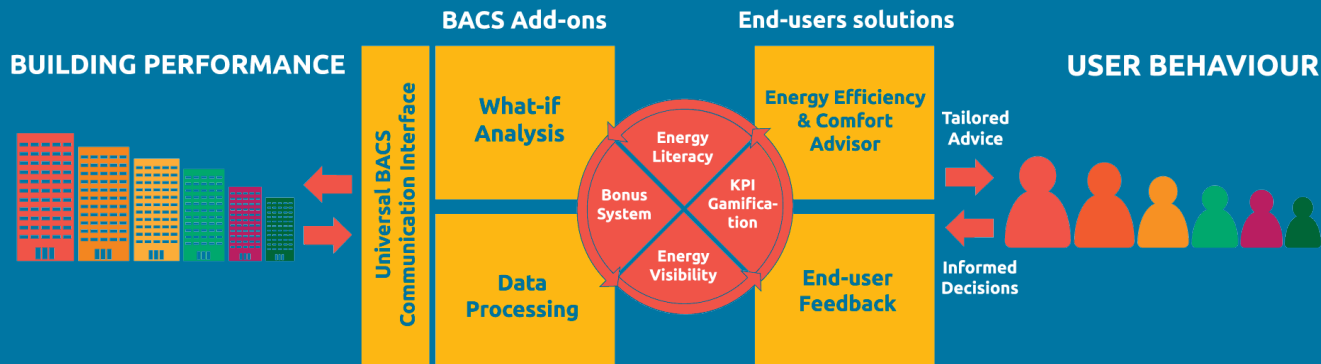 BACS Add-ons
End-users solutions
BUILDING PERFORMANCE
USER BEHAVIOUR
Universal BACS
Communication Interface
What-if
Analysis
Data
Processing
Energy
Literacy
Bonus
System
KPI
Gamifica-
tion
Energy
Visibility
Energy Efficiency
& Comfort
Advisor
End-user
Feedback
Tailored
Advice
Informed
Decisions